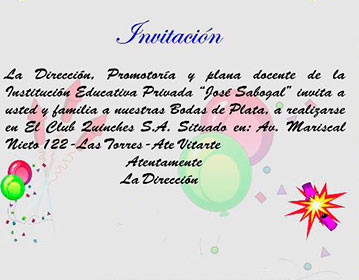 Invitación
La Dirección, Promotoría y plana docente de la
Institución Educativa Privada "José Sabogal" invita a
usted y familia a nuestras Bodas de Plata, a realizarse
en El Club Quinches S.A. Situado en: Av. Mariscal
Nieto 122-Las Torres-Ate Vitarte
Atentamente
La Dirección